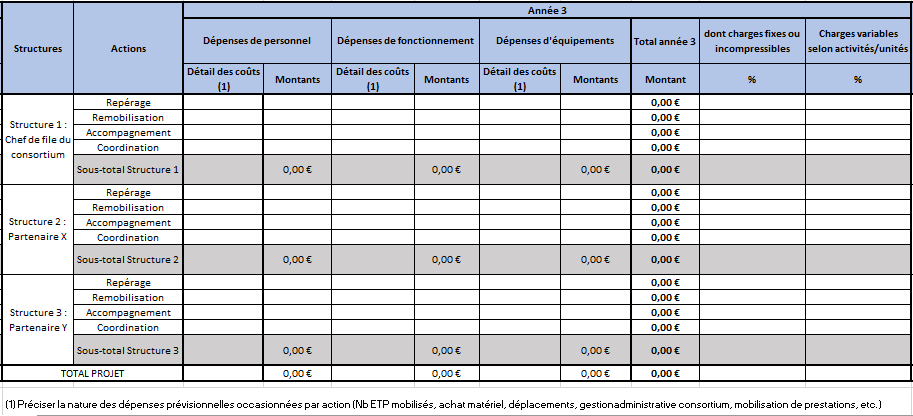 Année 3
Structures Actions Dépenses de personnel Dépenses de fonctionnement Dépenses d'équipements Total année 3 dont charges fixes ou incompressibles Charges variables selon activités/unités
Détail des coûts (1) Montants Détail des coûts (1) Montants Détail des coûts (1) Montants Montant % %
Structure 1 : Chef de file du consortium
Repérage 0,00 €
Remobilisation 0,00 €
Accompagnement 0,00 €
Coordination 0,00 €
Sous-total Structure 1 0,00 € 0,00 € 0,00 € 0,00 €
Structure 2 : Partenaire X
Repérage 0,00 €
Remobilisation 0,00 €
Accompagnement 0,00 €
Coordination 0,00 €
Sous-total Structure 2 0,00 € 0,00 € 0,00 € 0,00 €
Structure 3 : Partenaire Y
Repérage 0,00 €
Remobilisation 0,00 €
Accompagnement 0,00 €
Coordination 0,00 €
Sous-total Structure 3 0,00 € 0,00 € 0,00 € 0,00 €
TOTAL PROJET 0,00 € 0,00 € 0,00 € 0,00 €
(1) Préciser la nature des dépenses prévisionnelles occasionnées par action (Nb ETP mobilisés, achat matériel, déplacements, gestionadministrative consortium, mobilisation de prestations, etc.)